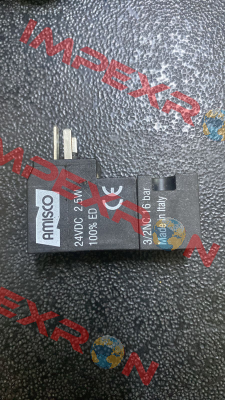 IMPEXRON
AMISCO
24VDC 2.5W
100% ED
CE
3/2NC 16 bar
Made in Italy
IMPEXRON
IMPEXRON